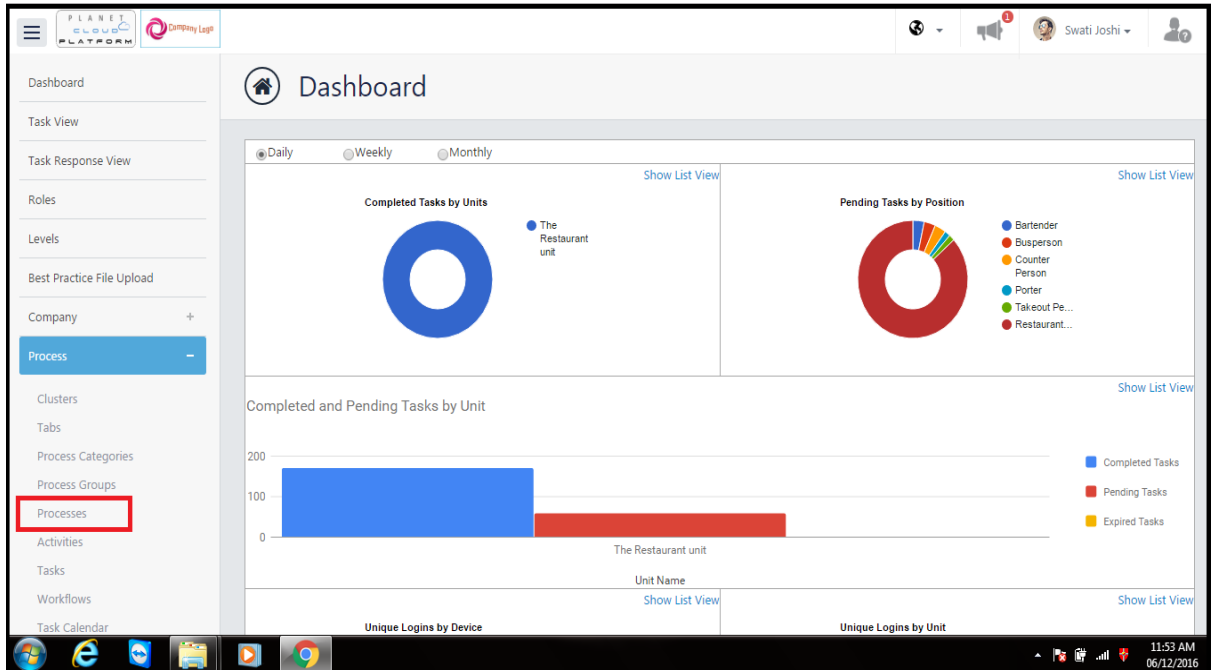 PLANET
CLOUD
PLATFORM
Company Logo
1
Swati Joshi
Dashboard
Task View
Task Response View
Roles
Levels
Best Practice File Upload
Company +
Process −
Clusters
Tabs
Process Categories
Process Groups
Processes
Activities
Tasks
Workflows
Task Calendar
Dashboard
Daily Weekly Monthly
Show List View
Completed Tasks by Units
The
Restaurant
unit
Show List View
Pending Tasks by Position
Bartender
Busperson
Counter
Person
Porter
Takeout Pe...
Restaurant...
Show List View
Completed and Pending Tasks by Unit
200
100
0
The Restaurant unit
Unit Name
Completed Tasks
Pending Tasks
Expired Tasks
Show List View
Unique Logins by Device
Show List View
Unique Logins by Unit
11:53 AM
06/12/2016